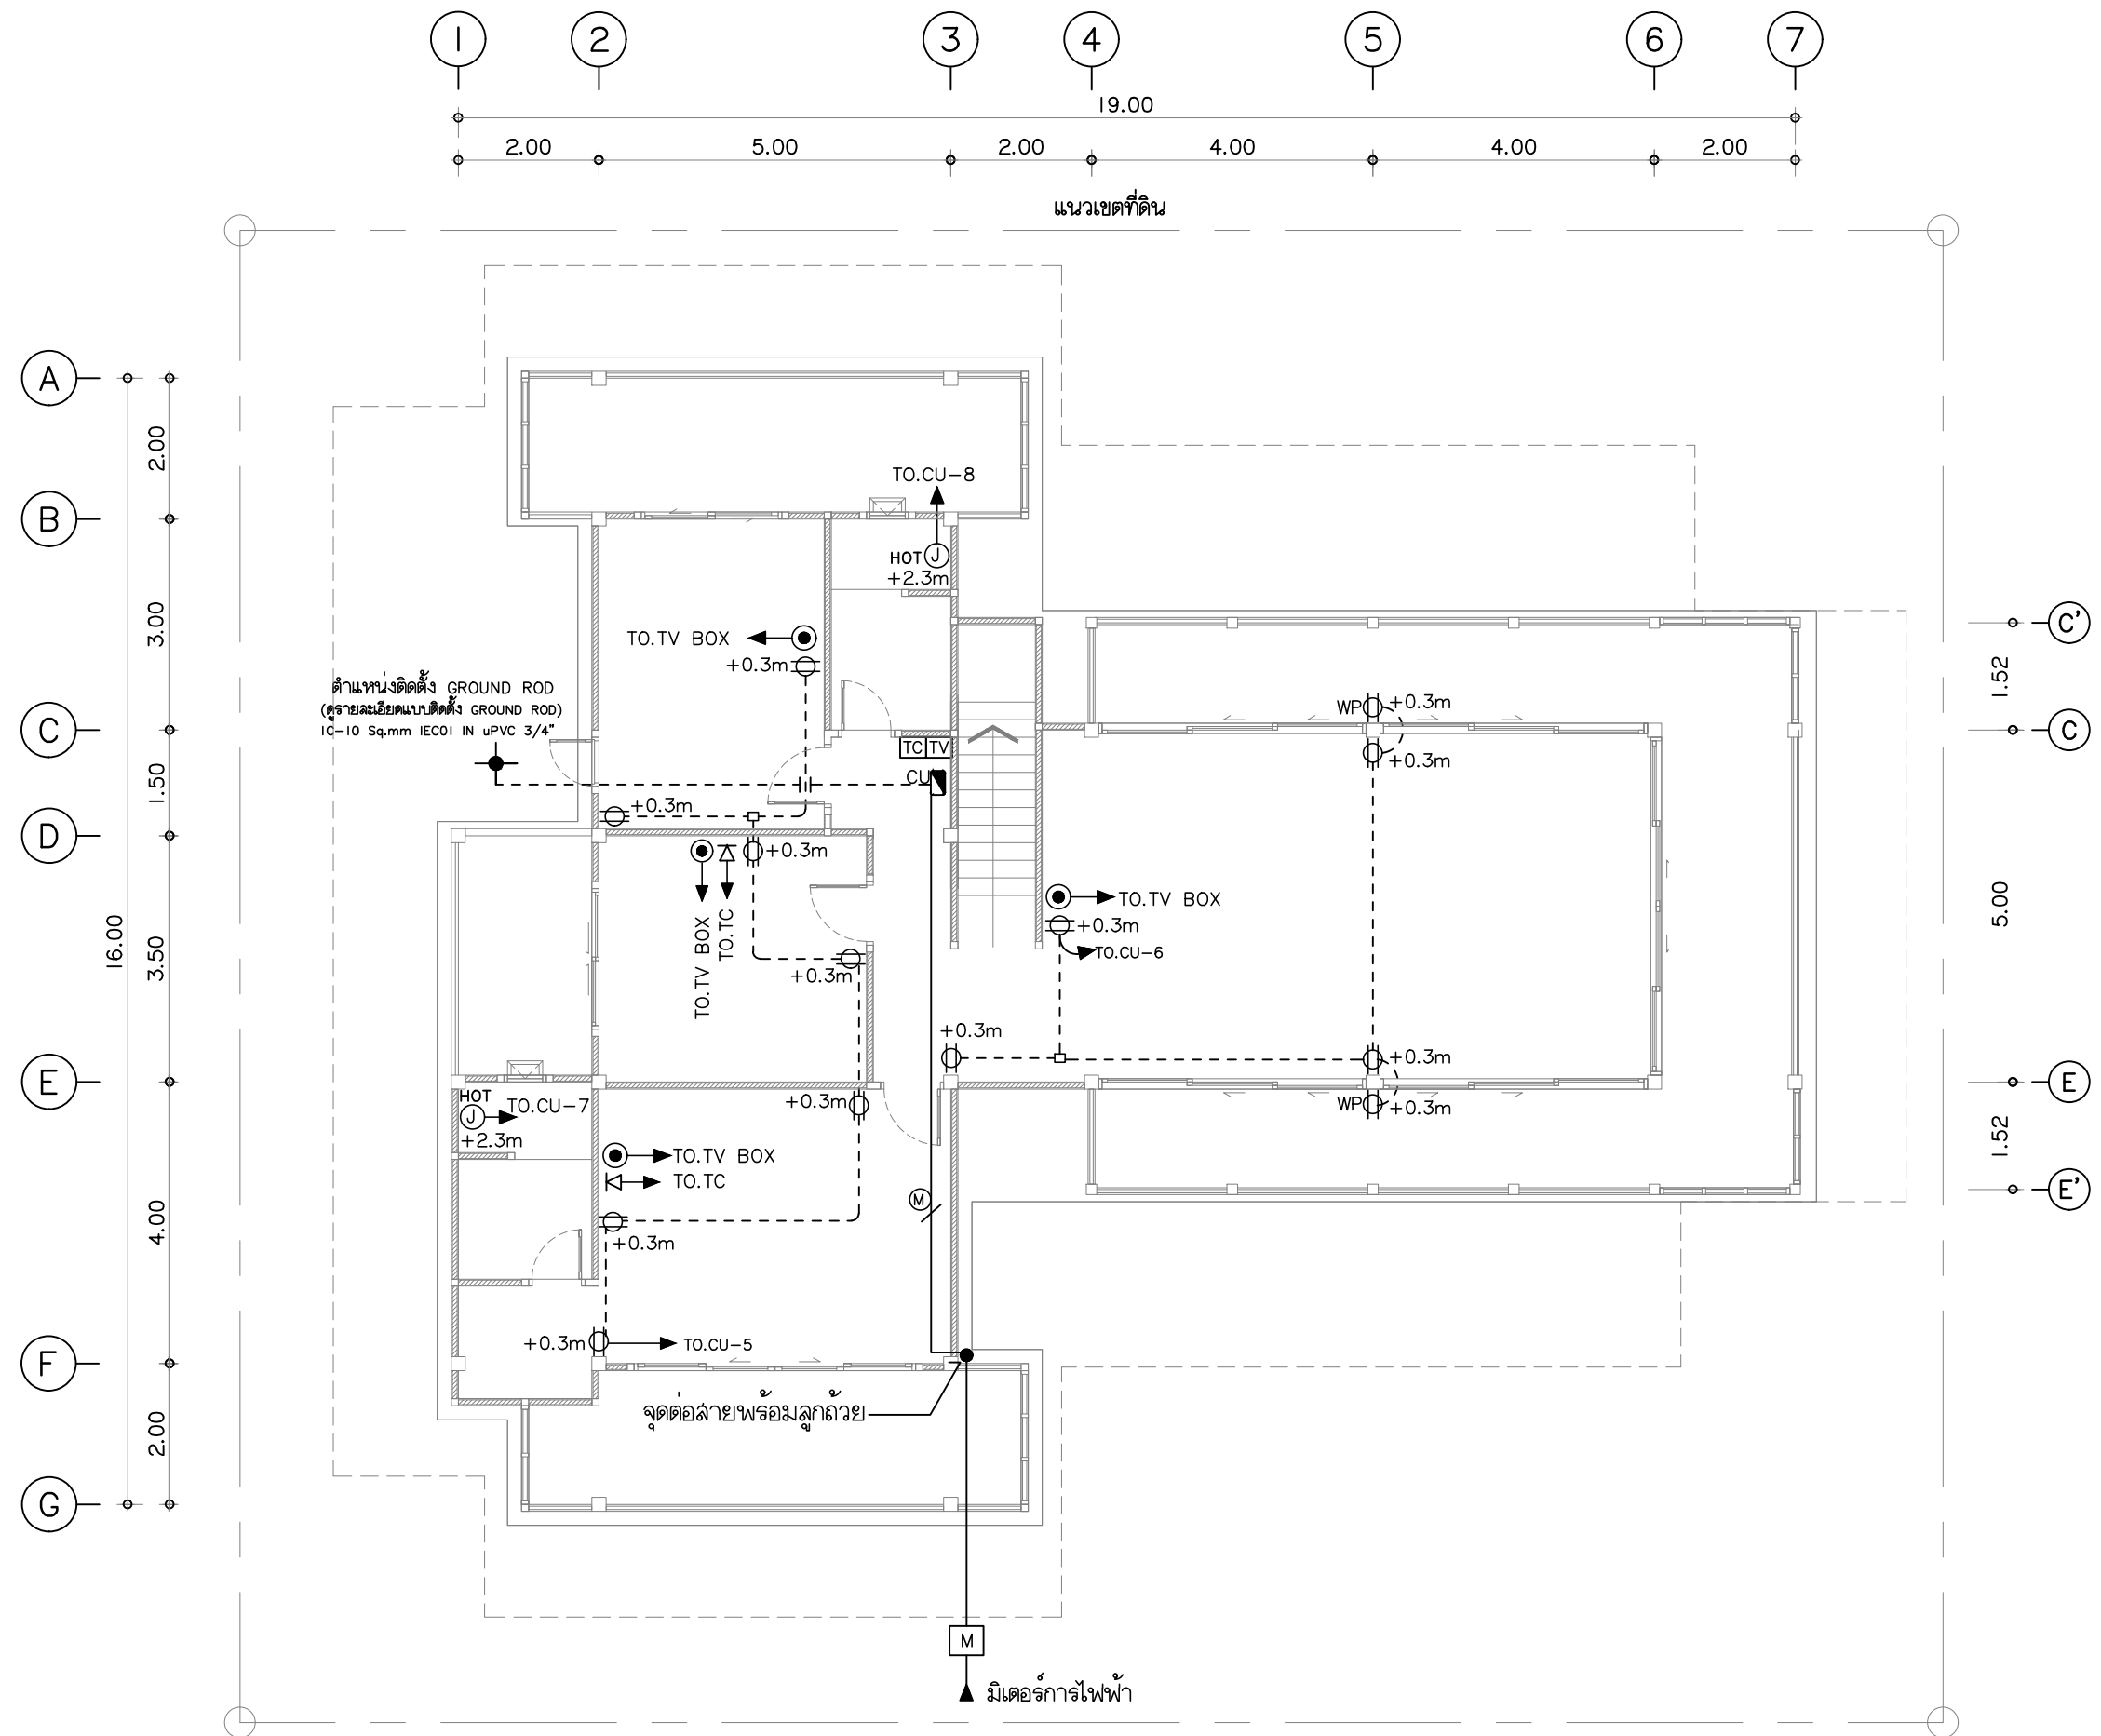 1 2 3 4 5 6 7
19.00
2.00 5.00 2.00 4.00 4.00 2.00
แนวเขตที่ดิน
A
2.00
B
TO.CU-8
HOT J
+2.3m
3.00
C'
TO.TV BOX
+0.3m
1.52
ตำแหน่งติดตั้ง GROUND ROD
(ดูรายละเอียดแบบติดตั้ง GROUND ROD)
1C-10 Sq.mm IEC01 IN uPVC 3/4"
WP +0.3m
C
C
TC TV
+0.3m
CU
1.50
+0.3m
D
+0.3m
TO.TV BOX
TO.TC
TO.TV BOX
5.00
+0.3m
16.00
3.50
TO.CU-6
+0.3m
+0.3m
+0.3m
E
E
HOT
J TO.CU-7
+0.3m
WP +0.3m
+2.3m
1.52
TO.TV BOX
TO.TC
M
E'
4.00
+0.3m
+0.3m TO.CU-5
F
จุดต่อสายพร้อมลูกถ้วย
2.00
G
M
มิเตอร์การไฟฟ้า